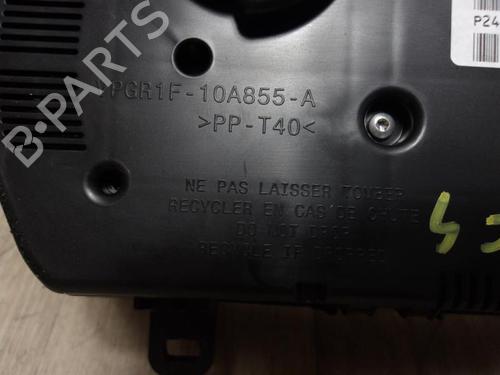 P24
PGR1F-10A855-A
>PP-T40<
NE PAS LAISSER TOMBER
RECYCLER EN CAS DE CHUTE
DO NOT DROP
RECYCLE IF DROPPED
B-PARTS